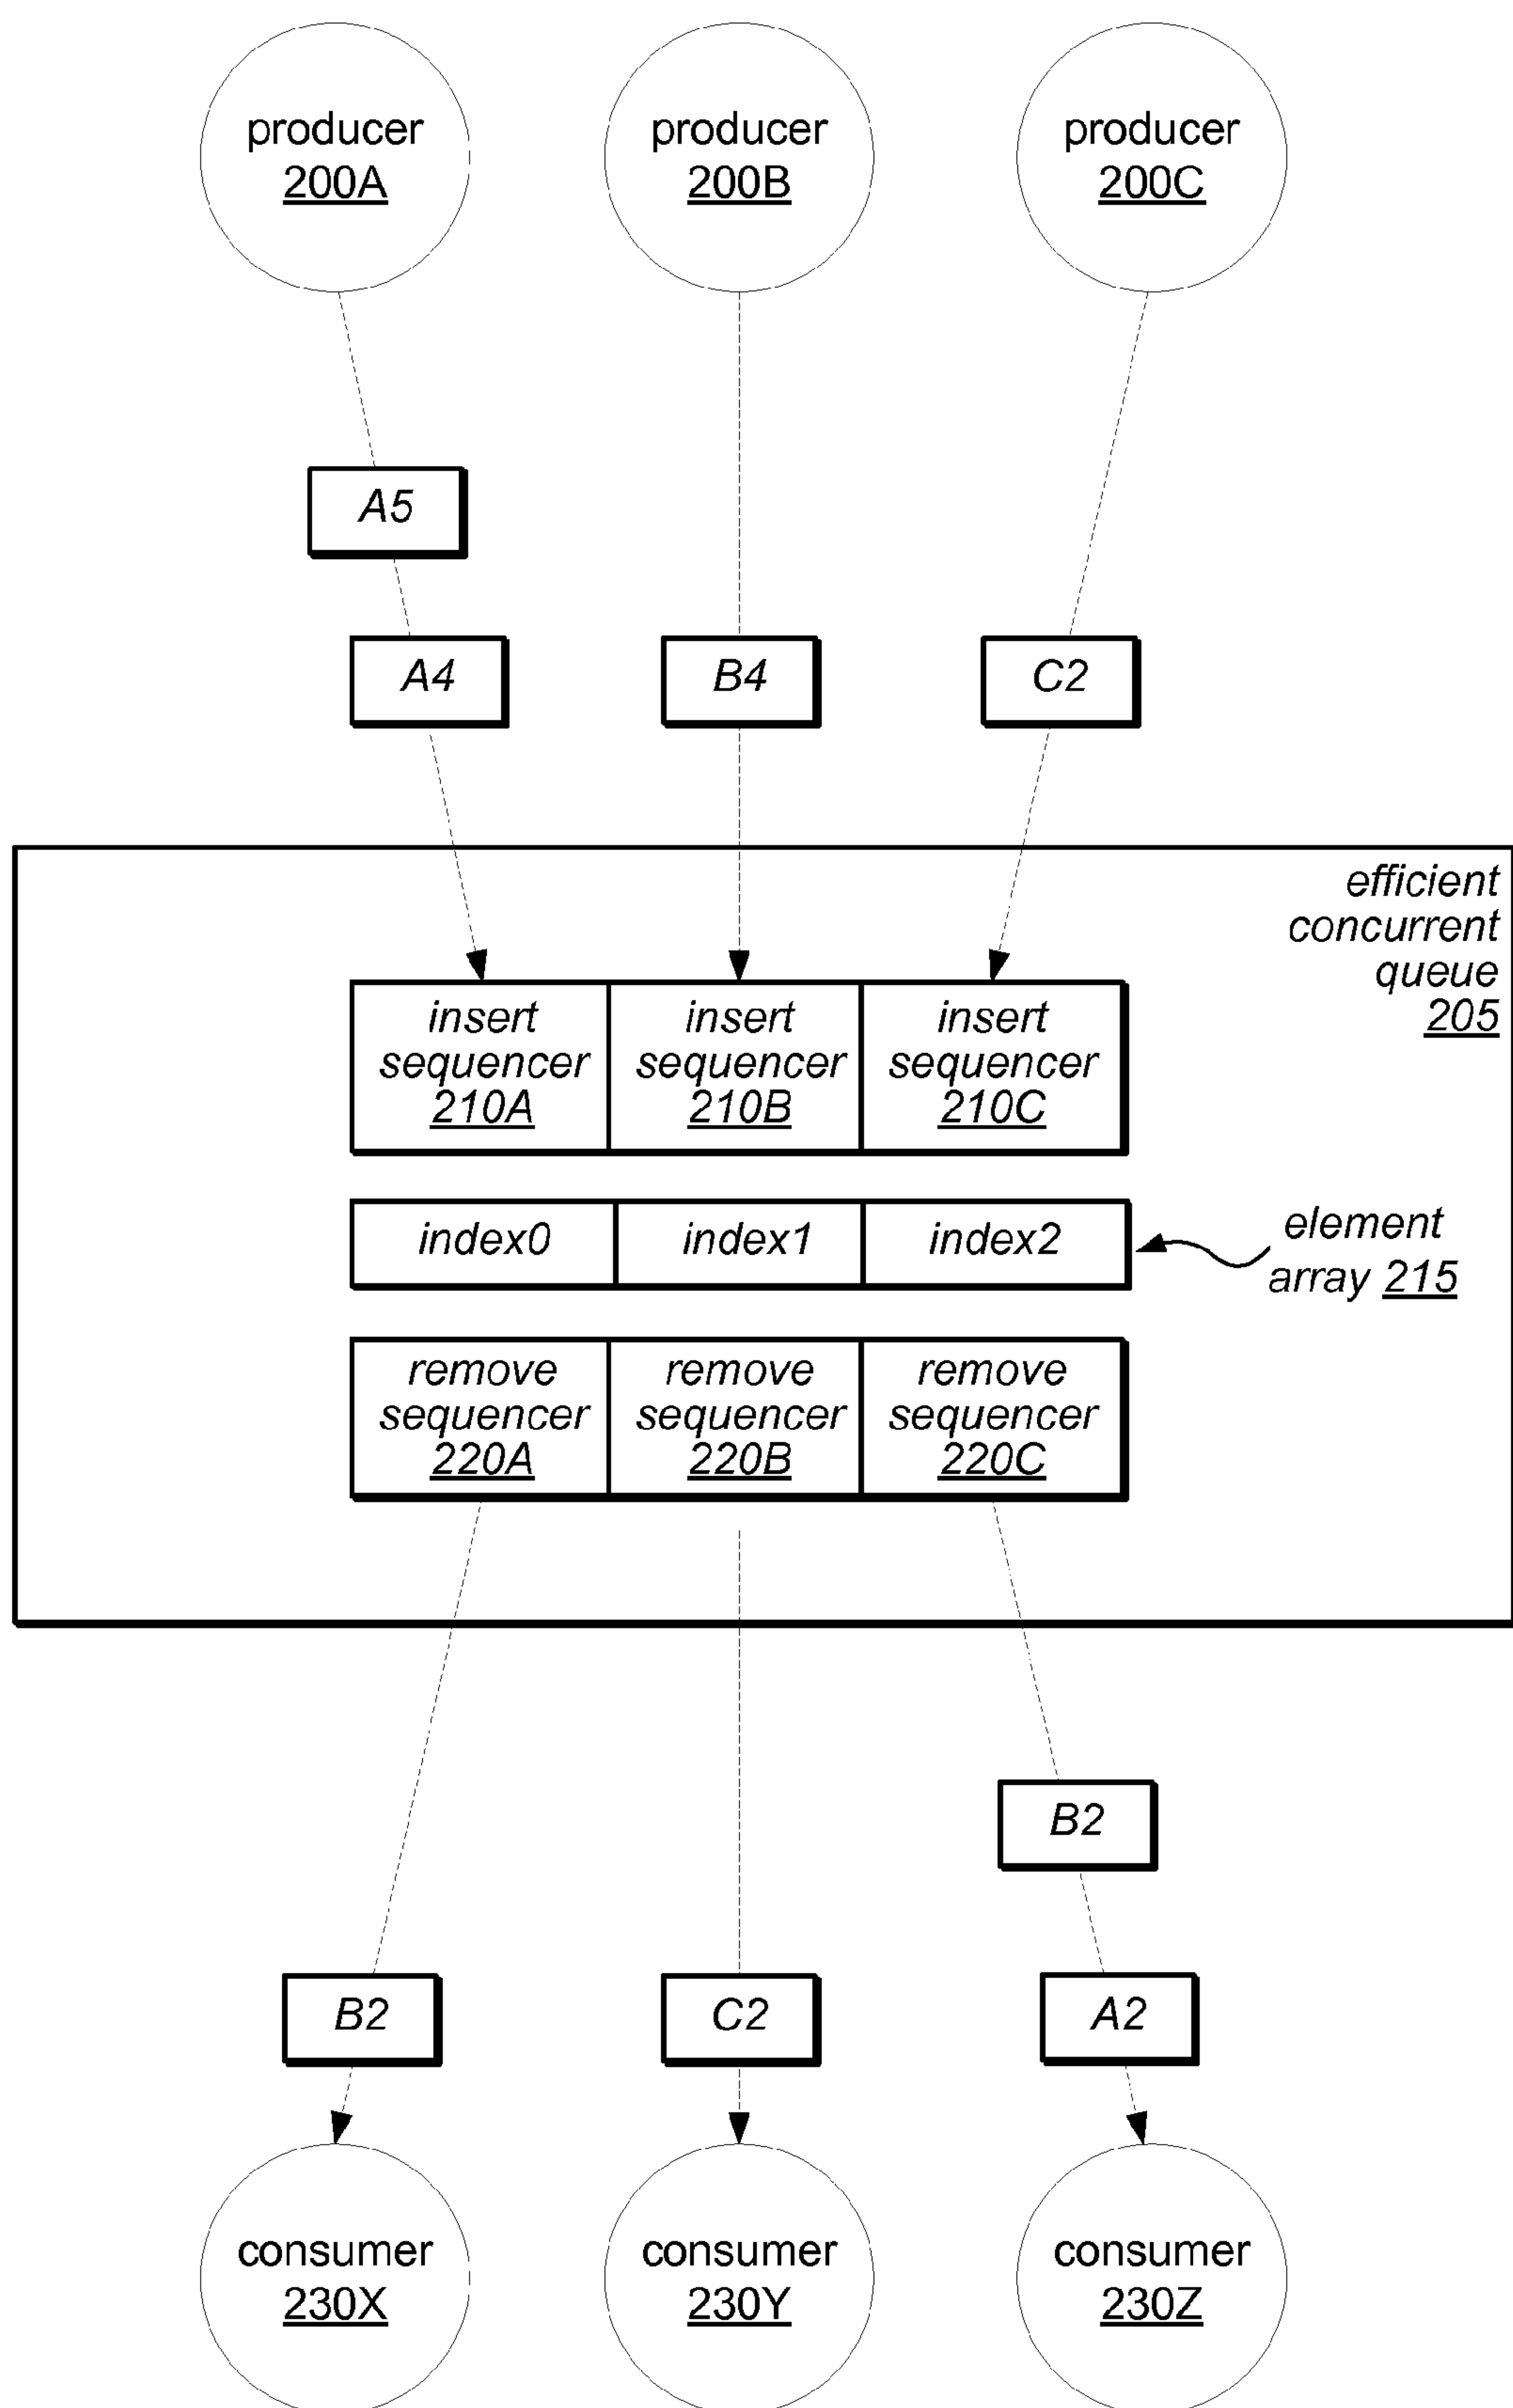 producer
200A
producer
200B
producer
200C
A5
A4
B4
C2
efficient
concurrent
queue
205
insert
sequencer
210A
insert
sequencer
210B
insert
sequencer
210C
index0
index1
index2
element
array 215
remove
sequencer
220A
remove
sequencer
220B
remove
sequencer
220C
B2
B2
C2
A2
consumer
230X
consumer
230Y
consumer
230Z